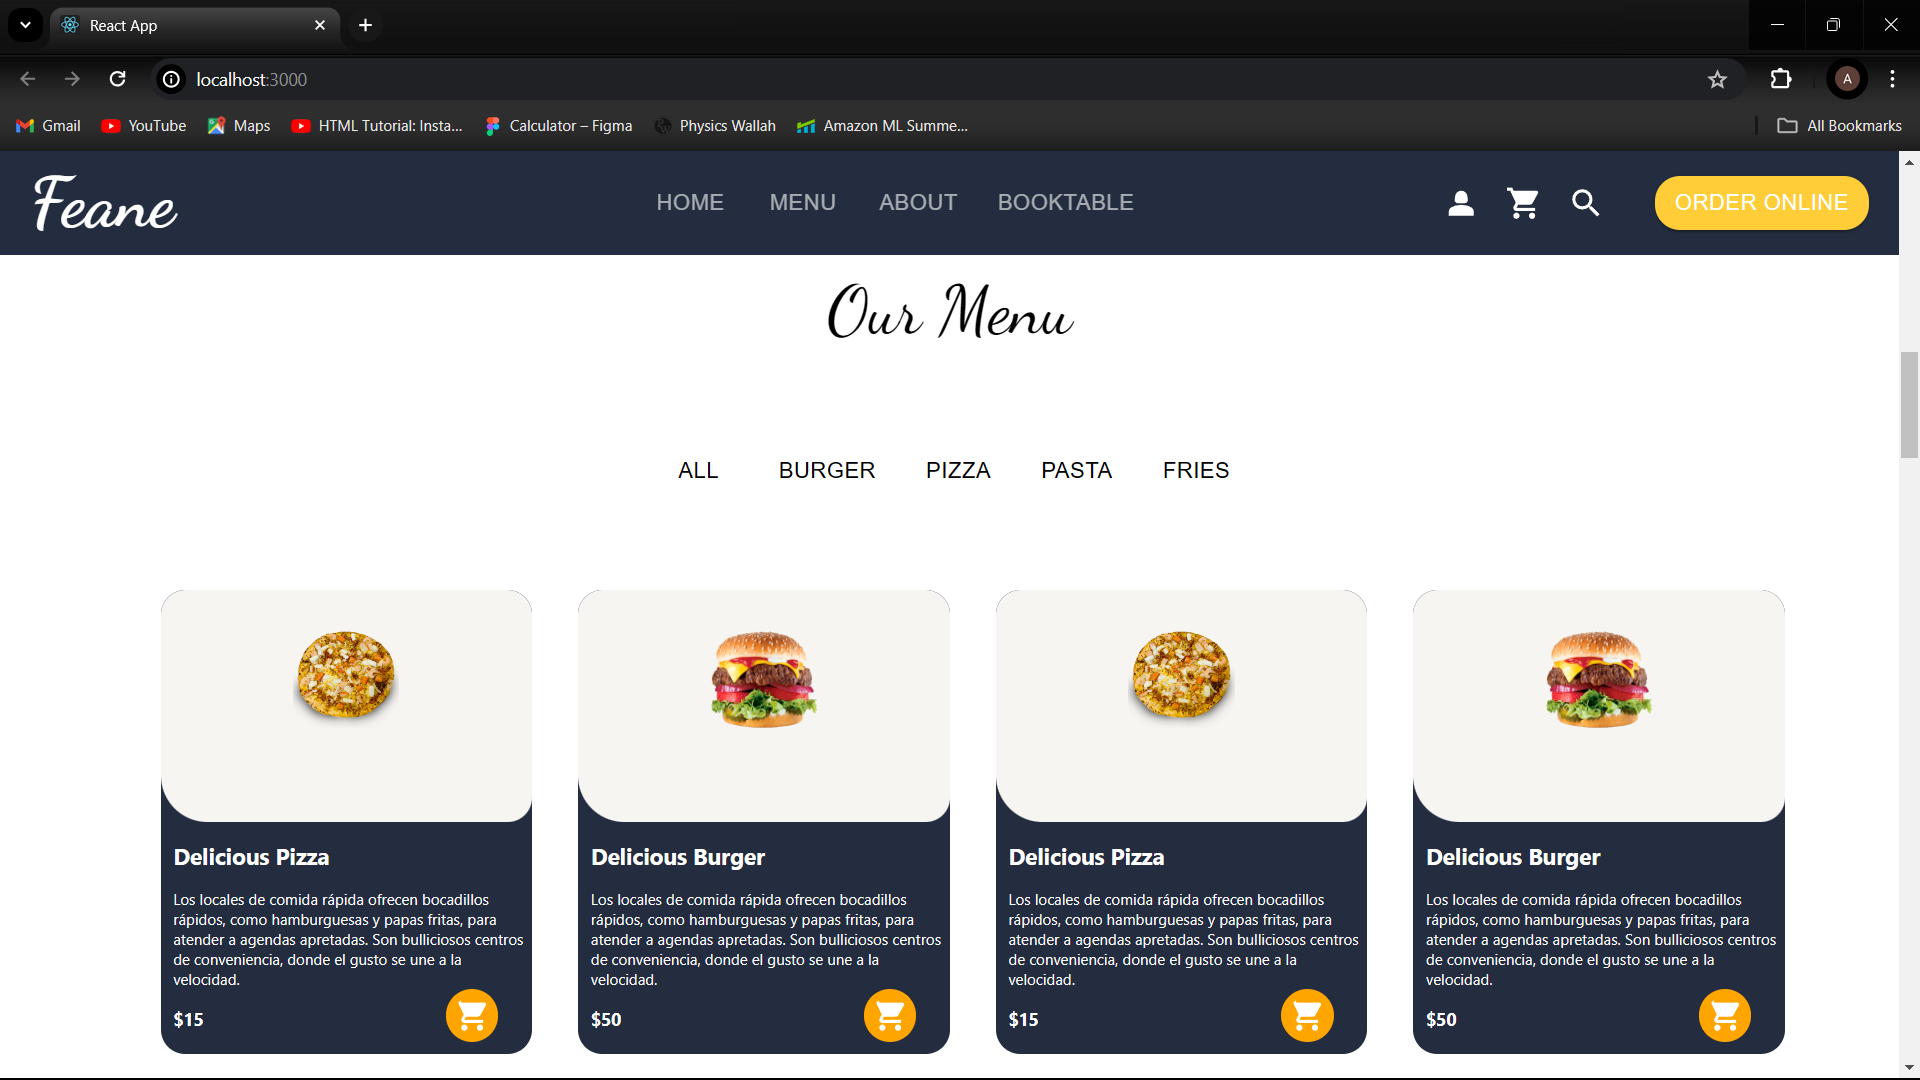 React App
localhost:3000
A
Gmail YouTube Maps HTML Tutorial: Insta... Calculator – Figma Physics Wallah Amazon ML Summe... All Bookmarks
Feane HOME MENU ABOUT BOOKTABLE ORDER ONLINE
Our Menu
ALL BURGER PIZZA PASTA FRIES
Delicious Pizza
Los locales de comida rápida ofrecen bocadillos
rápidos, como hamburguesas y papas fritas, para
atender a agendas apretadas. Son bulliciosos centros
de conveniencia, donde el gusto se une a la
velocidad.
$15
Delicious Burger
Los locales de comida rápida ofrecen bocadillos
rápidos, como hamburguesas y papas fritas, para
atender a agendas apretadas. Son bulliciosos centros
de conveniencia, donde el gusto se une a la
velocidad.
$50
Delicious Pizza
Los locales de comida rápida ofrecen bocadillos
rápidos, como hamburguesas y papas fritas, para
atender a agendas apretadas. Son bulliciosos centros
de conveniencia, donde el gusto se une a la
velocidad.
$15
Delicious Burger
Los locales de comida rápida ofrecen bocadillos
rápidos, como hamburguesas y papas fritas, para
atender a agendas apretadas. Son bulliciosos centros
de conveniencia, donde el gusto se une a la
velocidad.
$50